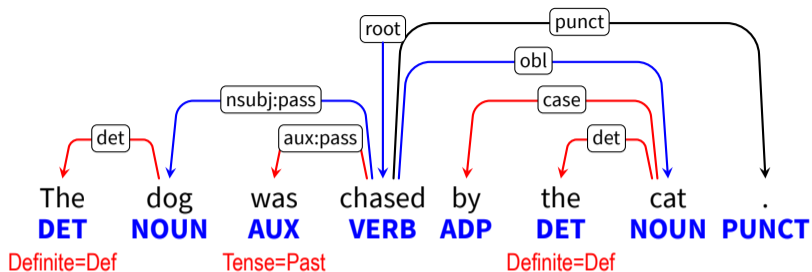 root punct
obl
nsubj:pass case
det aux:pass det
The dog was chased by the cat .
DET NOUN AUX VERB ADP DET NOUN PUNCT
Definite=Def Tense=Past Definite=Def